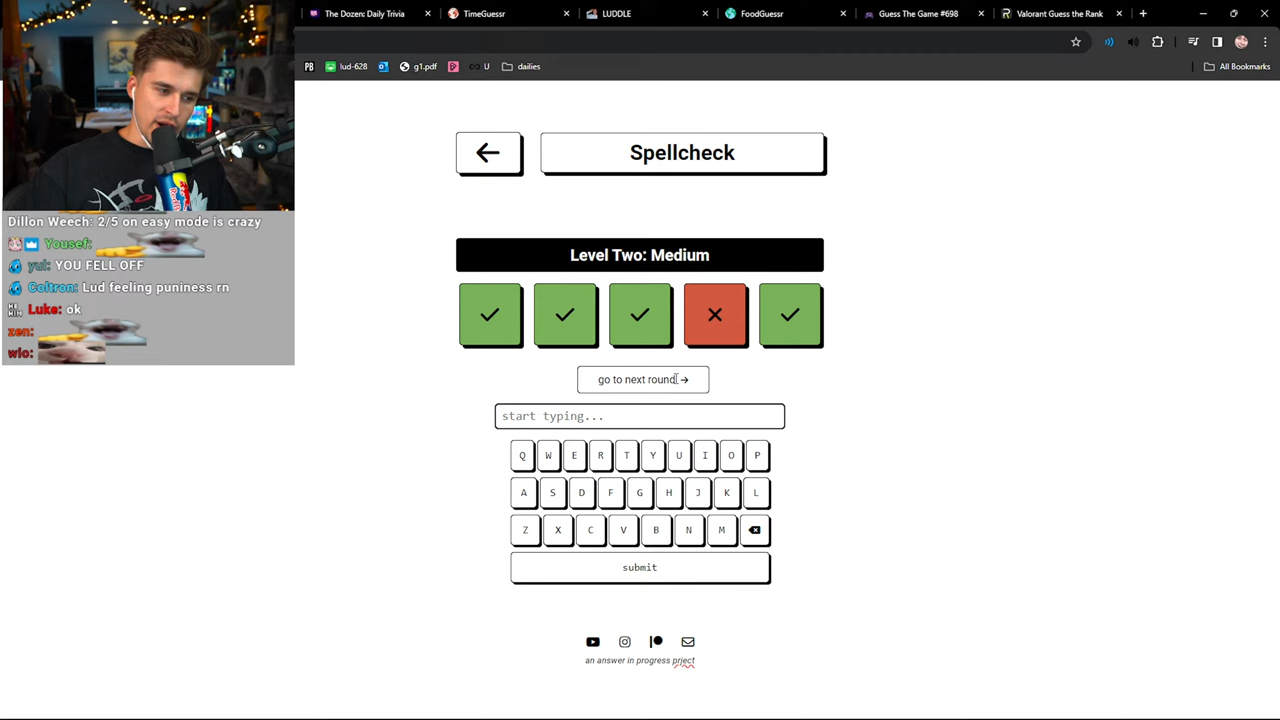 The Dozen: Daily Trivia
TimeGuessr
LUDDLE
FoodGuessr
Guess The Game #698
Valorant Guess the Rank
PB
lud-628
g1.pdf
U
dailies
All Bookmarks
Spellcheck
Dillon Weech: 2/5 on easy mode is crazy
Yousef:
yul: YOU FELL OFF
Coltron: Lud feeling puniness rn
Luke: ok
zen:
wlo:
Level Two: Medium
go to next round
start typing...
Q W E R T Y U I O P
A S D F G H J K L
Z X C V B N M
submit
an answer in progress prject